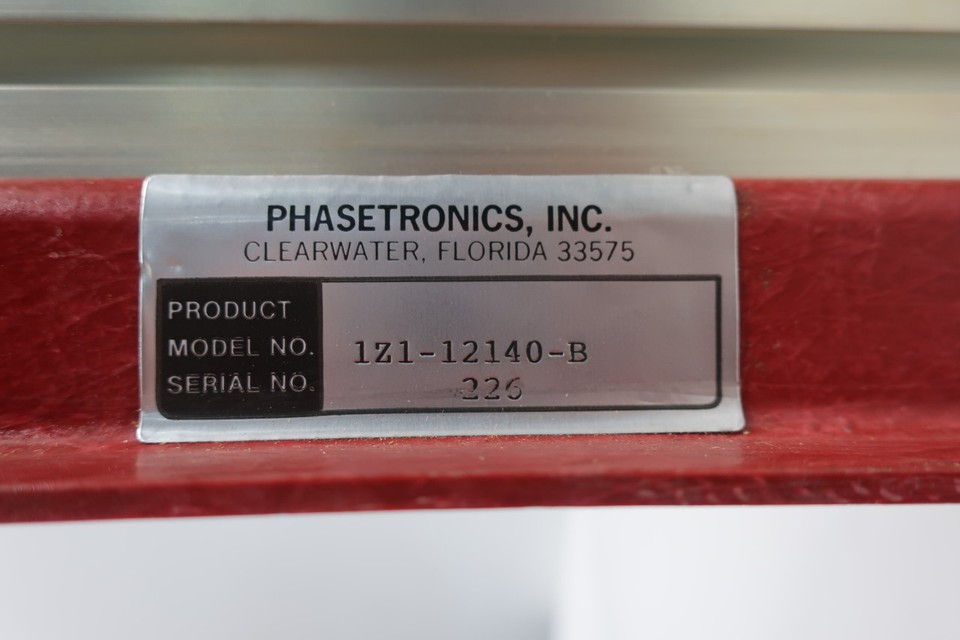 PHASETRONICS, INC.
CLEARWATER, FLORIDA 33575
PRODUCT
MODEL NO. 1Z1-12140-B
SERIAL NO. 226